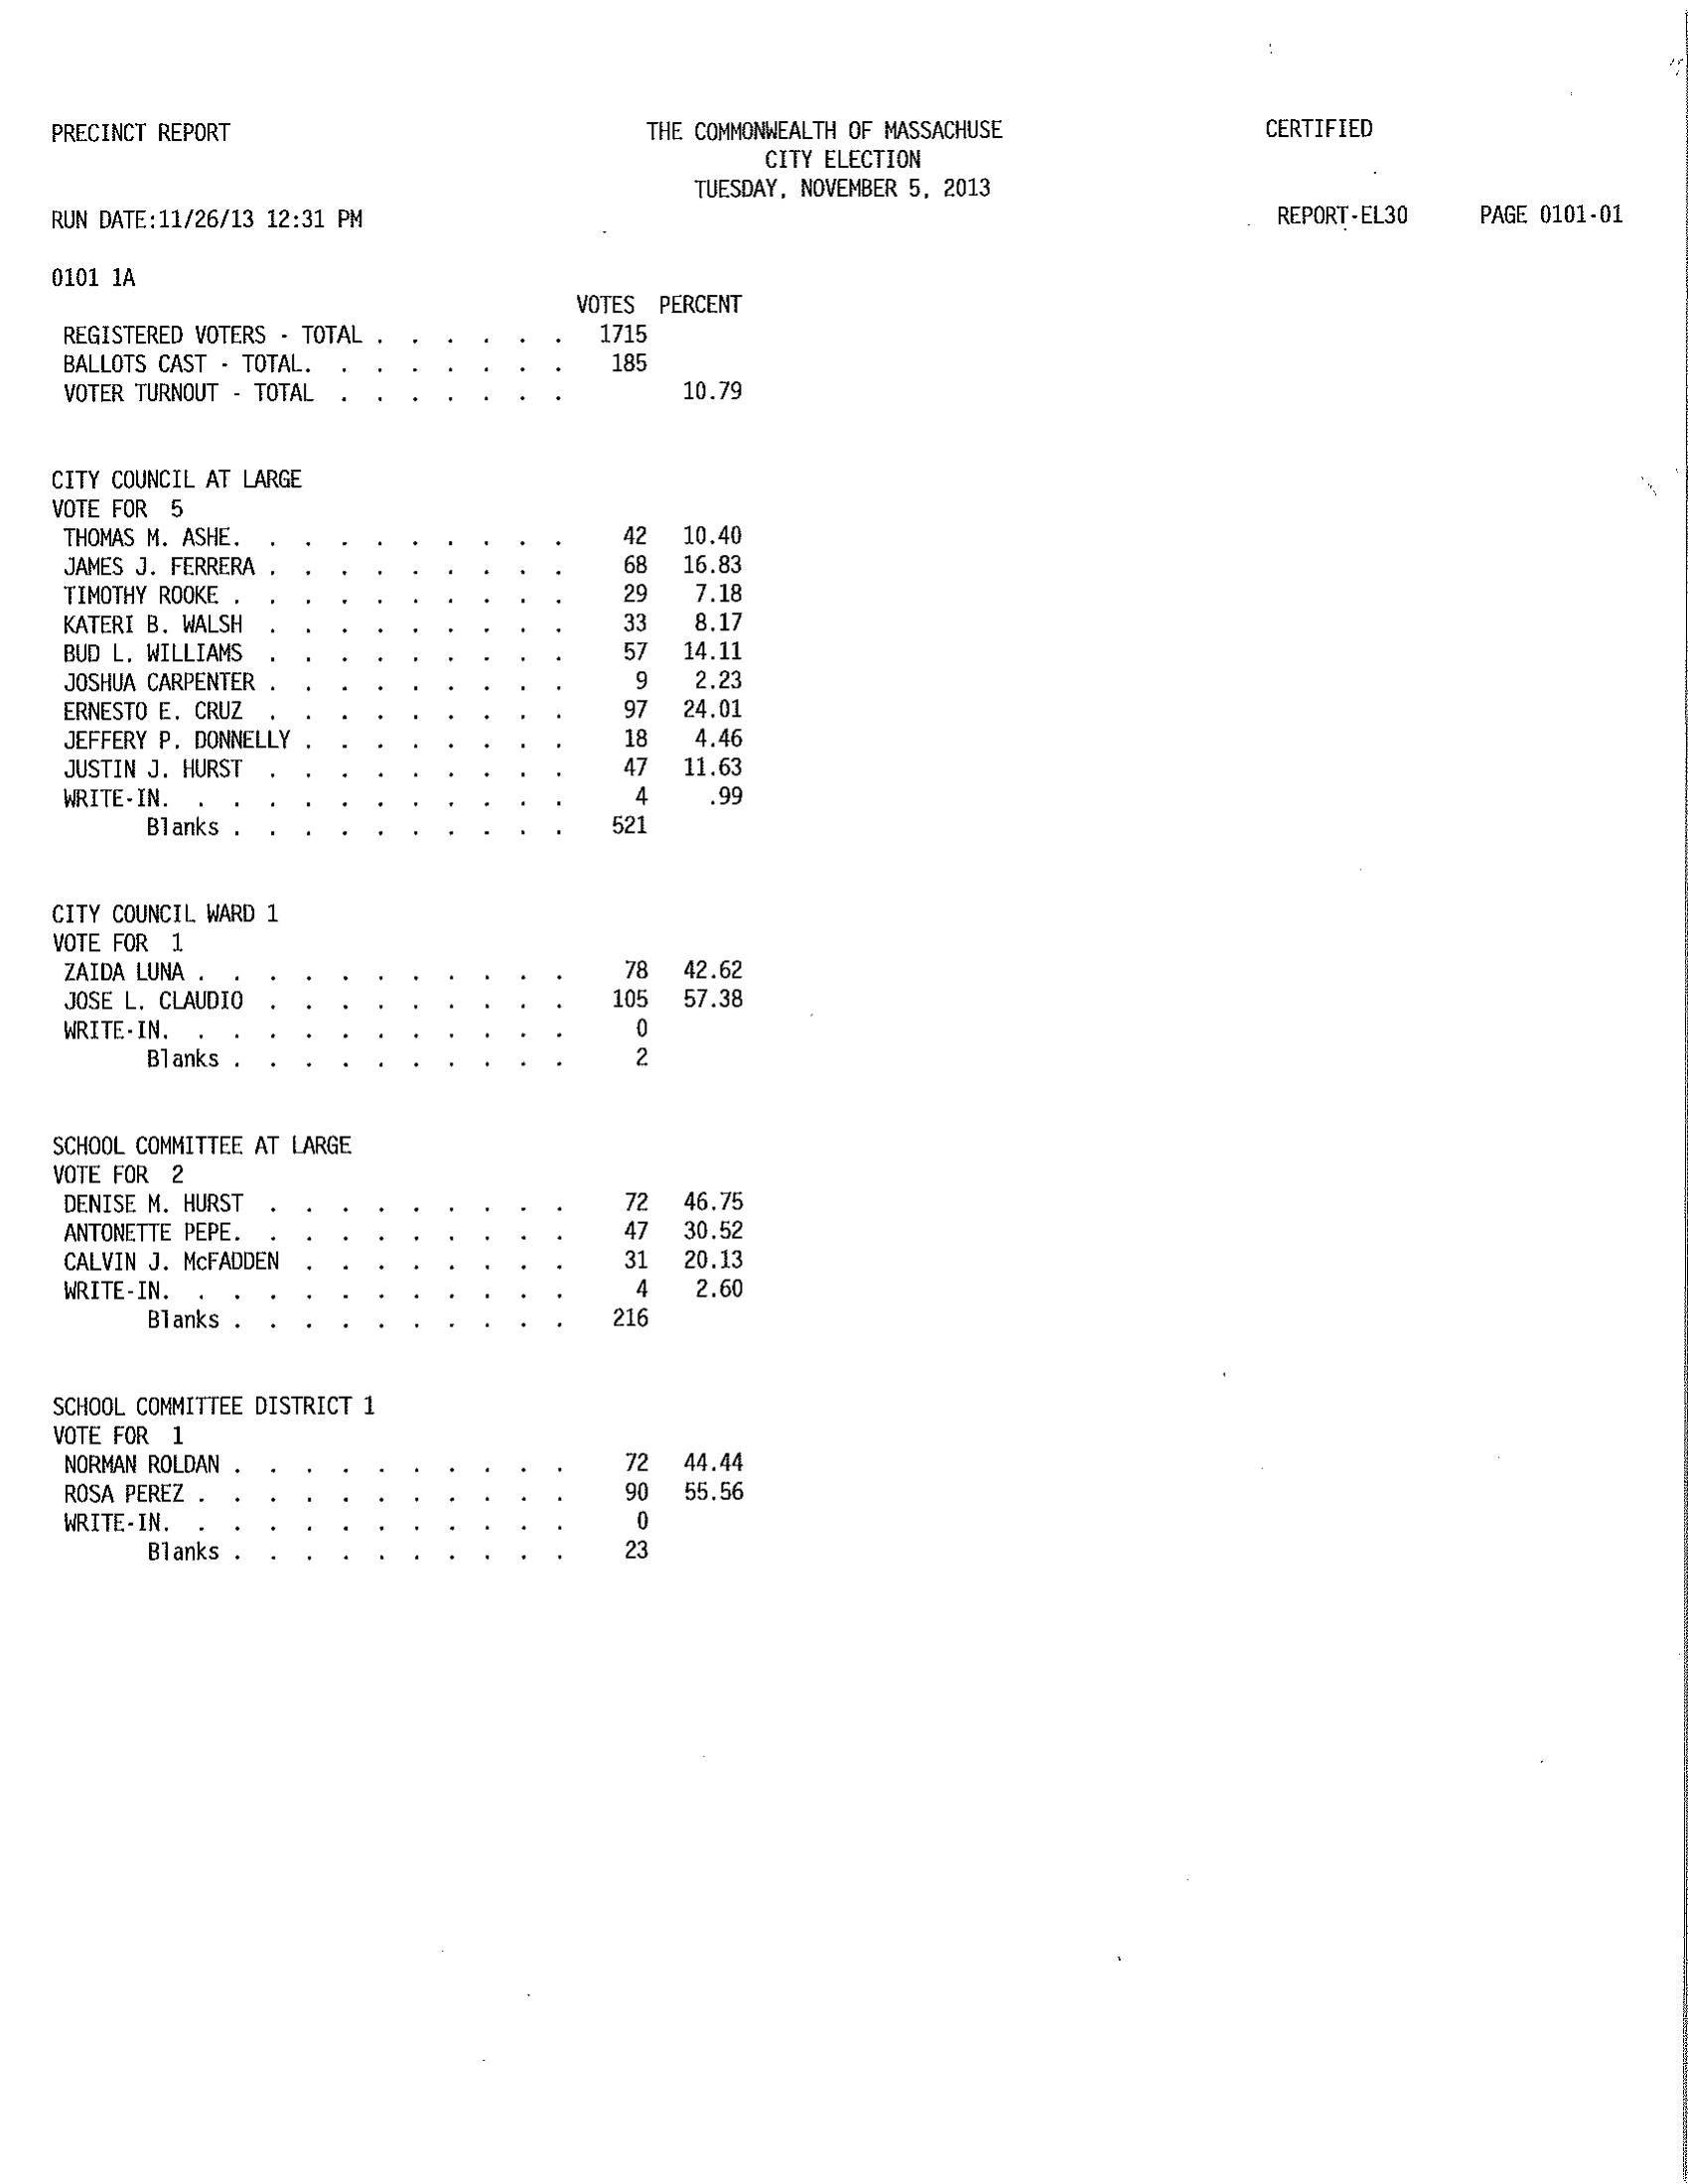 PRECINCT REPORT THE COMMONWEALTH OF MASSACHUSE CERTIFIED
CITY ELECTION
TUESDAY, NOVEMBER 5, 2013
RUN DATE:11/26/13 12:31 PM REPORT-EL30 PAGE 0101-01
0101 1A
VOTES PERCENT
REGISTERED VOTERS - TOTAL . . . . . . 1715
BALLOTS CAST - TOTAL. . . . . . . . 185
VOTER TURNOUT - TOTAL . . . . . . . 10.79
CITY COUNCIL AT LARGE
VOTE FOR 5
THOMAS M. ASHE. . . . . . . . . . 42 10.40
JAMES J. FERRERA . . . . . . . . . 68 16.83
TIMOTHY ROOKE . . . . . . . . . . 29 7.18
KATERI B. WALSH . . . . . . . . . 33 8.17
BUD L. WILLIAMS . . . . . . . . . 57 14.11
JOSHUA CARPENTER . . . . . . . . . 9 2.23
ERNESTO E. CRUZ . . . . . . . . . 97 24.01
JEFFERY P. DONNELLY . . . . . . . . 18 4.46
JUSTIN J. HURST . . . . . . . . . 47 11.63
WRITE-IN. . . . . . . . . . . . 4 .99
Blanks . . . . . . . . . . 521
CITY COUNCIL WARD 1
VOTE FOR 1
ZAIDA LUNA . . . . . . . . . . . 78 42.62
JOSE L. CLAUDIO . . . . . . . . . 105 57.38
WRITE-IN. . . . . . . . . . . . 0
Blanks . . . . . . . . . . 2
SCHOOL COMMITTEE AT LARGE
VOTE FOR 2
DENISE M. HURST . . . . . . . . . 72 46.75
ANTONETTE PEPE. . . . . . . . . . 47 30.52
CALVIN J. McFADDEN . . . . . . . . 31 20.13
WRITE-IN. . . . . . . . . . . . 4 2.60
Blanks . . . . . . . . . . 216
SCHOOL COMMITTEE DISTRICT 1
VOTE FOR 1
NORMAN ROLDAN . . . . . . . . . . 72 44.44
ROSA PEREZ . . . . . . . . . . . 90 55.56
WRITE-IN. . . . . . . . . . . . 0
Blanks . . . . . . . . . . 23